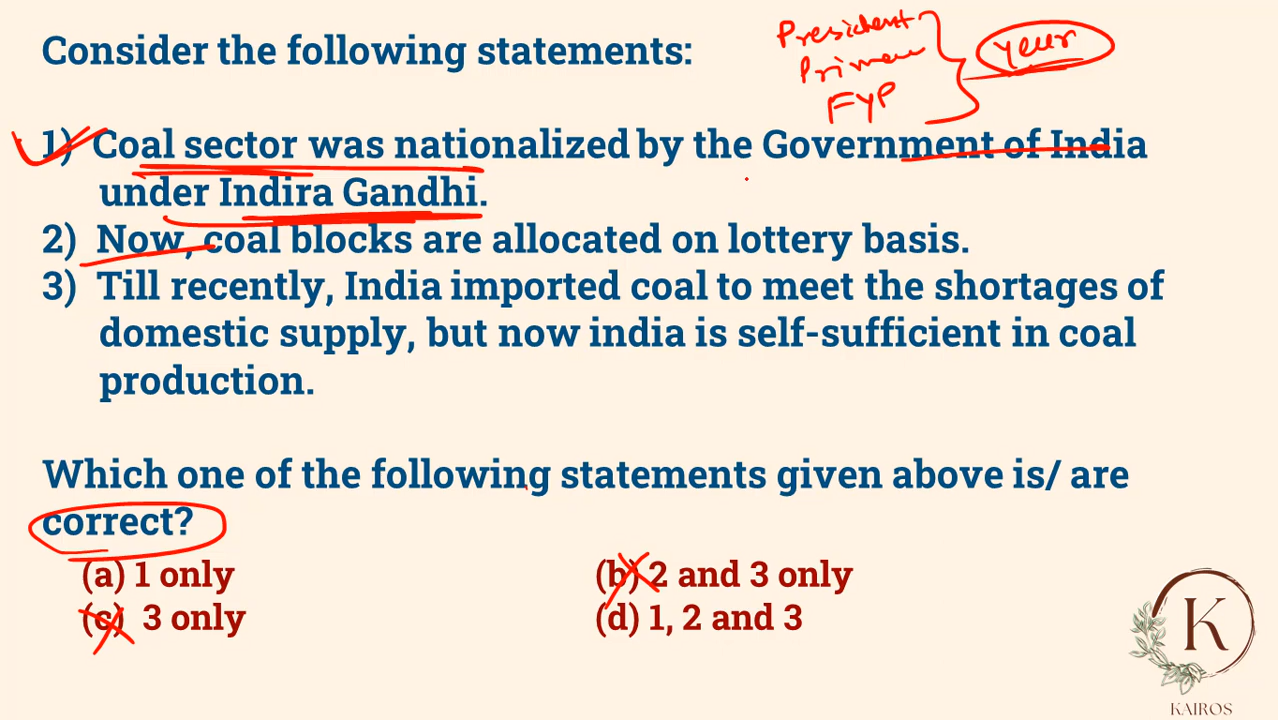 Consider the following statements:
President
Prime
FYP
year
1) Coal sector was nationalized by the Government of India
under Indira Gandhi.
2) Now, coal blocks are allocated on lottery basis.
3) Till recently, India imported coal to meet the shortages of
domestic supply, but now india is self-sufficient in coal
production.
Which one of the following statements given above is/ are
correct?
(a) 1 only
(b) 2 and 3 only
(c) 3 only
(d) 1, 2 and 3
K
KAIROS